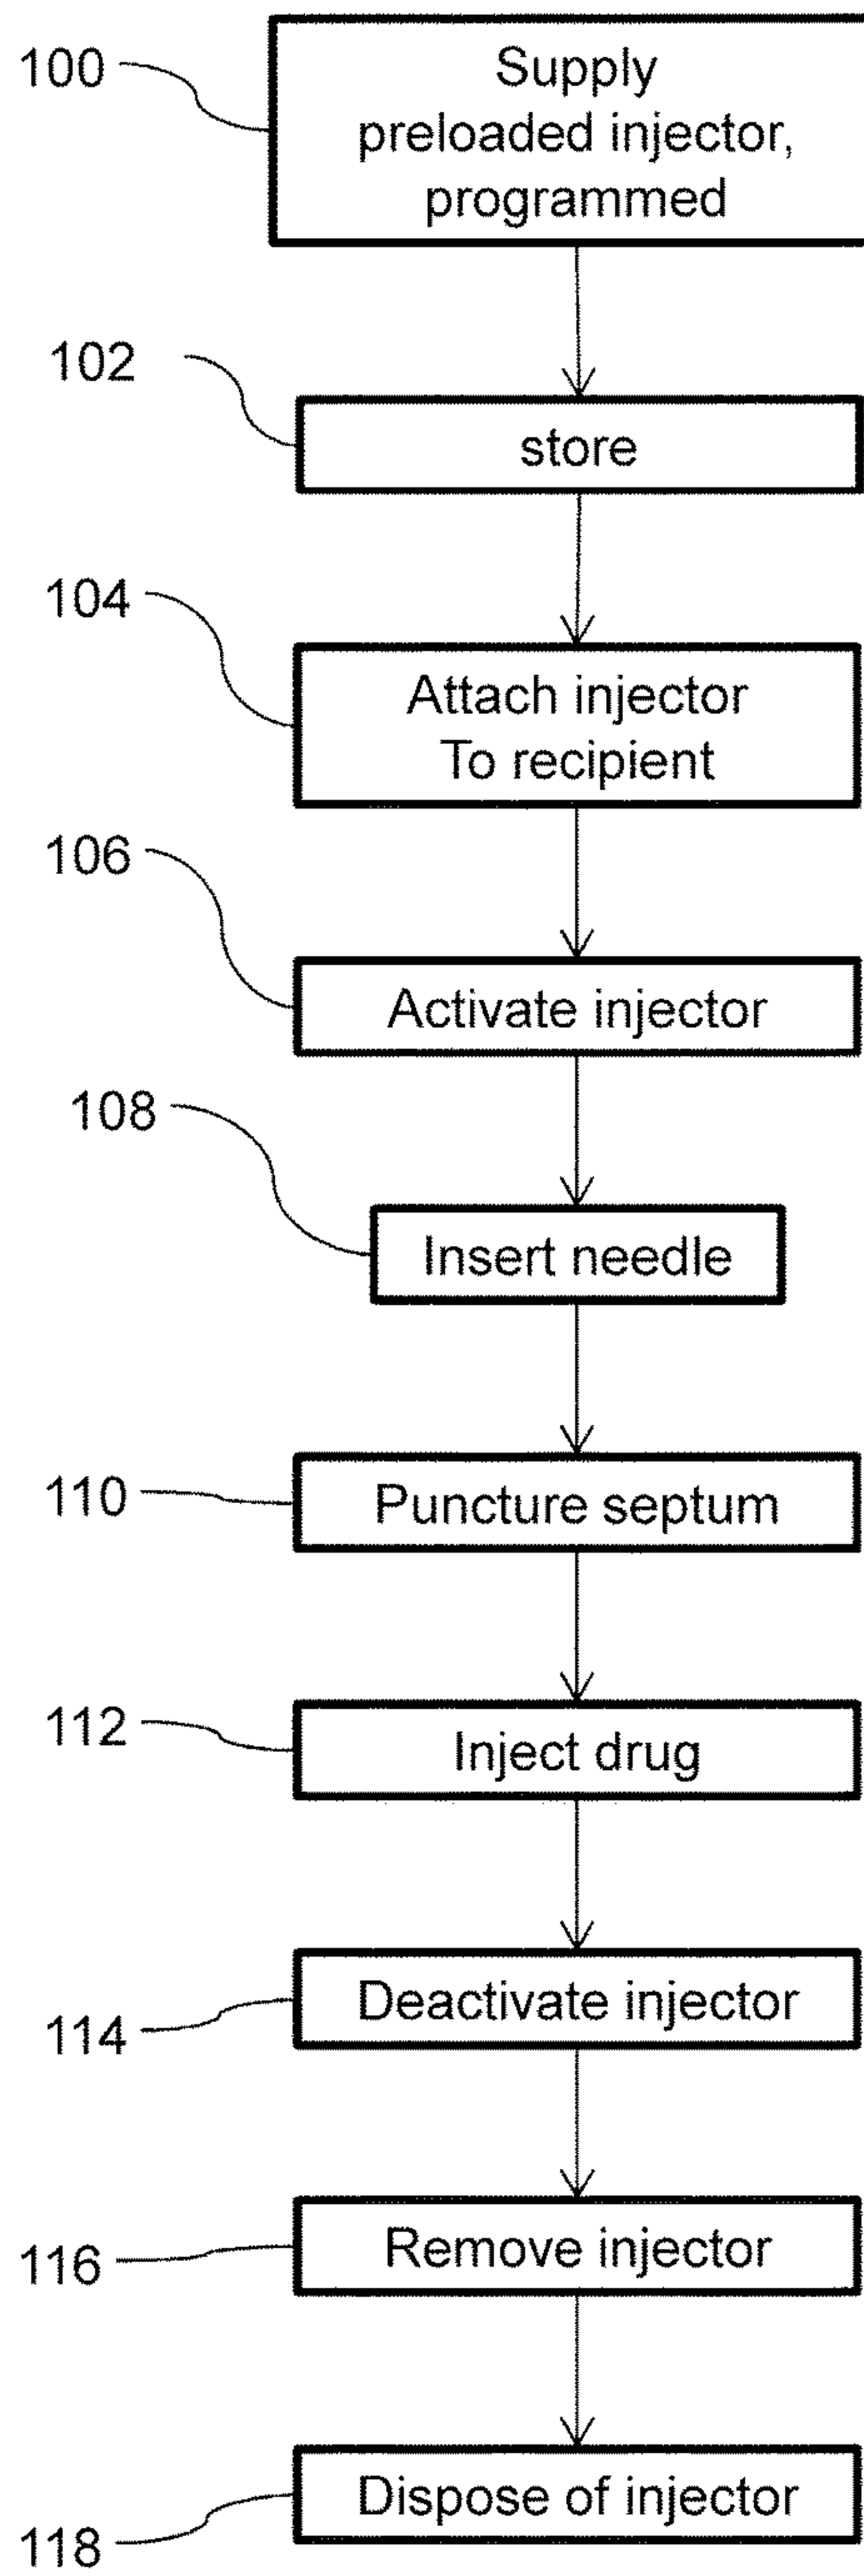 100
Supply
preloaded injector,
programmed
102
store
104
Attach injector
To recipient
106
Activate injector
108
Insert needle
110
Puncture septum
112
Inject drug
114
Deactivate injector
116
Remove injector
118
Dispose of injector